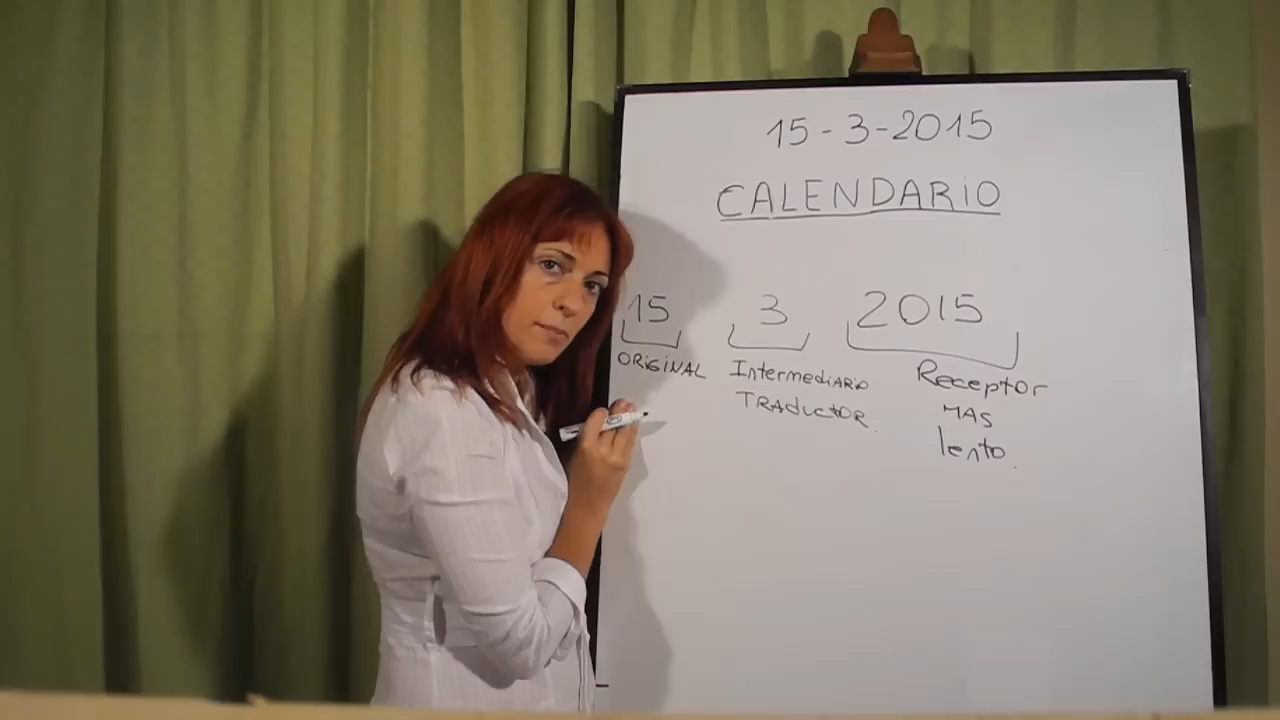 15-3-2015
CALENDARIO
15 3 2015
ORIGINAL Intermediario Receptor
TRAductOR. MAS
lento.